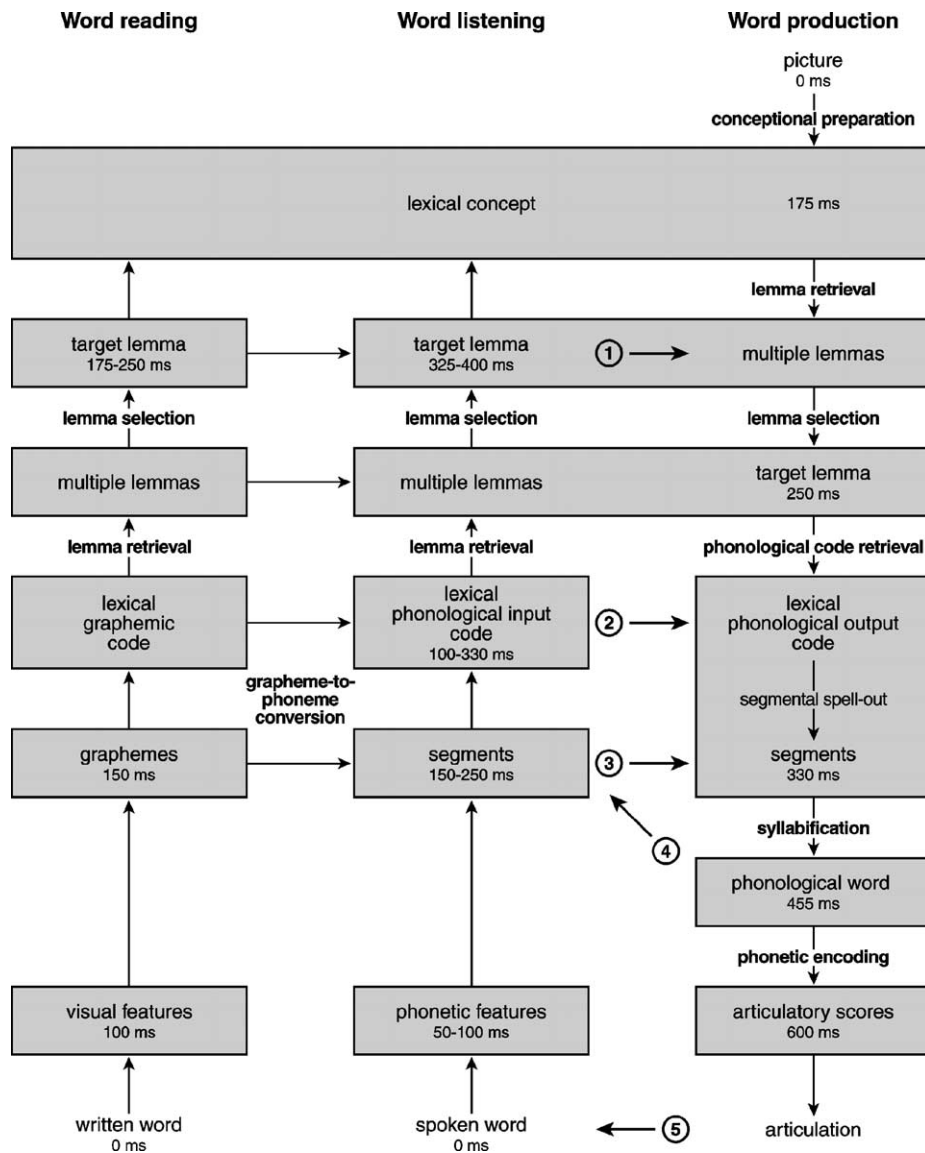 Word reading
Word listening
Word production
picture
0 ms
conceptional preparation
lexical concept
175 ms
lemma retrieval
target lemma
175-250 ms
target lemma
325-400 ms
1
multiple lemmas
lemma selection
lemma selection
lemma selection
multiple lemmas
multiple lemmas
target lemma
250 ms
lemma retrieval
lemma retrieval
phonological code retrieval
lexical
graphemic
code
lexical
phonological input
code
100-330 ms
2
lexical
phonological output
code
grapheme-to-
phoneme
conversion
segmental spell-out
graphemes
150 ms
segments
150-250 ms
3
segments
330 ms
syllabification
4
phonological word
455 ms
phonetic encoding
visual features
100 ms
phonetic features
50-100 ms
articulatory scores
600 ms
written word
0 ms
spoken word
0 ms
5
articulation